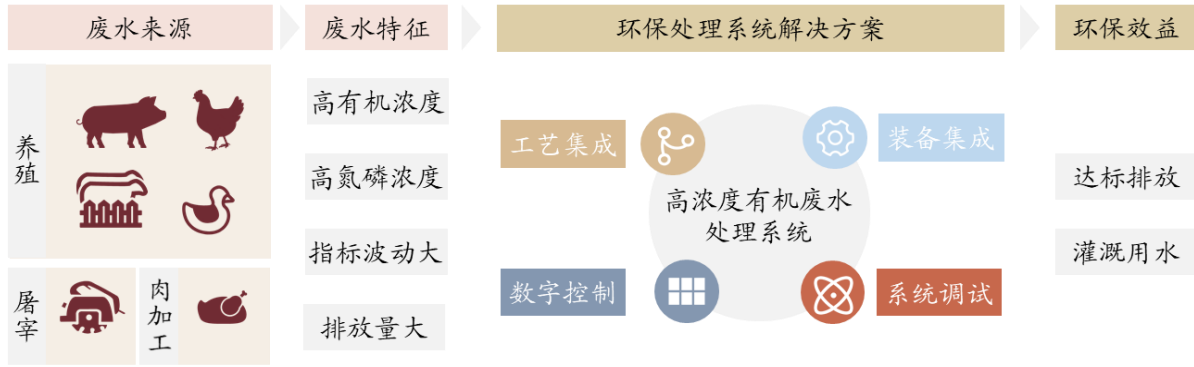 废水来源
废水特征
环保处理系统解决方案
环保效益
养殖
屠宰
肉加工
高有机浓度
高氮磷浓度
指标波动大
排放量大
工艺集成
装备集成
高浓度有机废水
处理系统
数字控制
系统调试
达标排放
灌溉用水